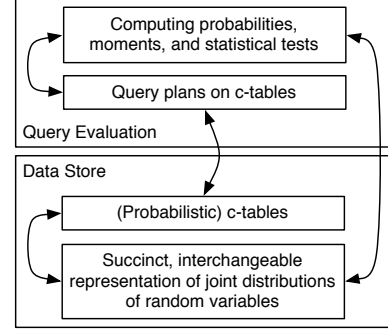 Computing probabilities,
moments, and statistical tests
Query plans on c-tables
Query Evaluation
Data Store
(Probabilistic) c-tables
Succinct, interchangeable
representation of joint distributions
of random variables